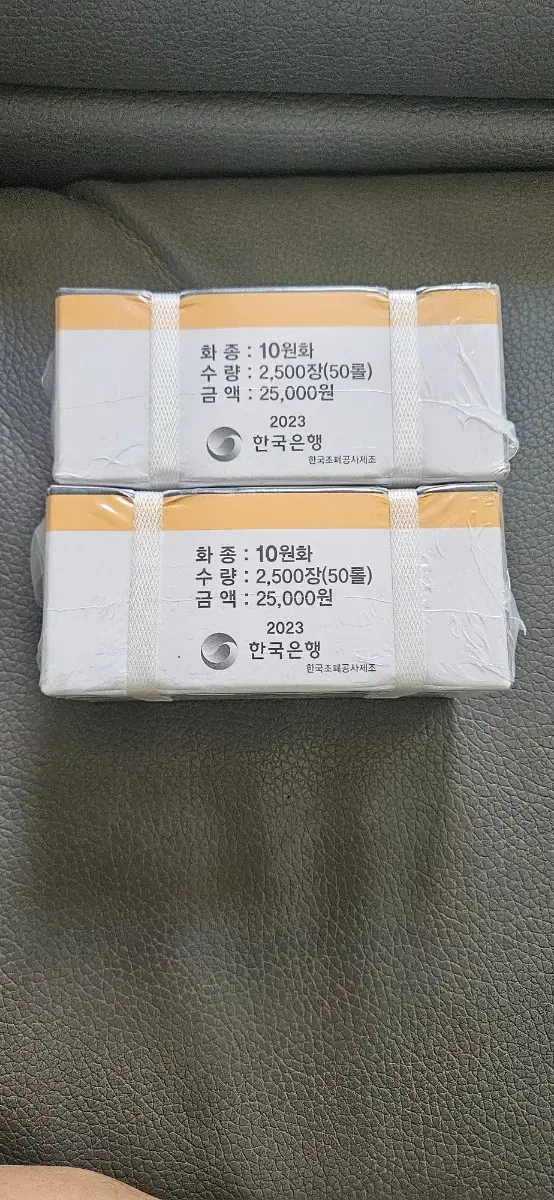 화 종 : 10원화
수 량 : 2,500장(50롤)
금 액 : 25,000원
2023
한국은행
한국조폐공사제조
화 종 : 10원화
수 량 : 2,500장(50롤)
금 액 : 25,000원
2023
한국은행
한국조폐공사제조